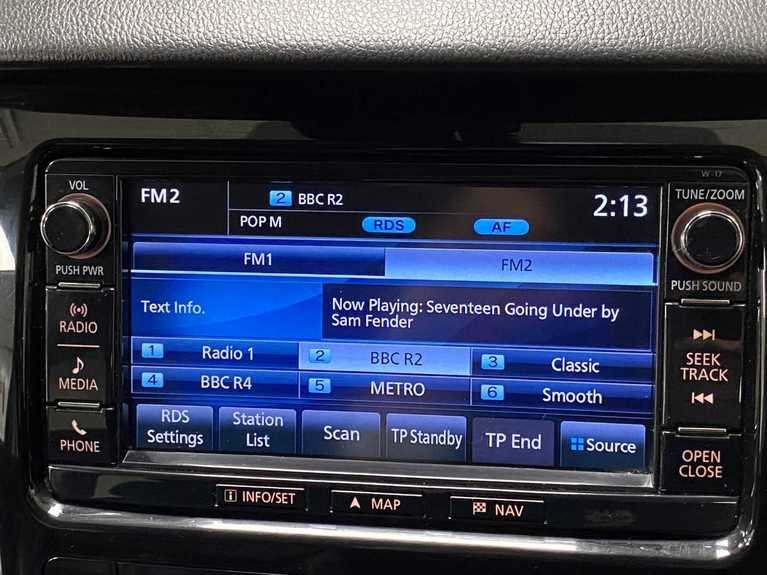 W-17
VOL
PUSH PWR
RADIO
MEDIA
PHONE
FM2
2 BBC R2
2:13
POP M
RDS
AF
FM1
FM2
Text Info.
Now Playing: Seventeen Going Under by
Sam Fender
1 Radio 1
2 BBC R2
3 Classic
4 BBC R4
5 METRO
6 Smooth
RDS
Settings
Station
List
Scan
TP Standby
TP End
Source
TUNE/ZOOM
PUSH SOUND
SEEK
TRACK
OPEN
CLOSE
INFO/SET
MAP
NAV